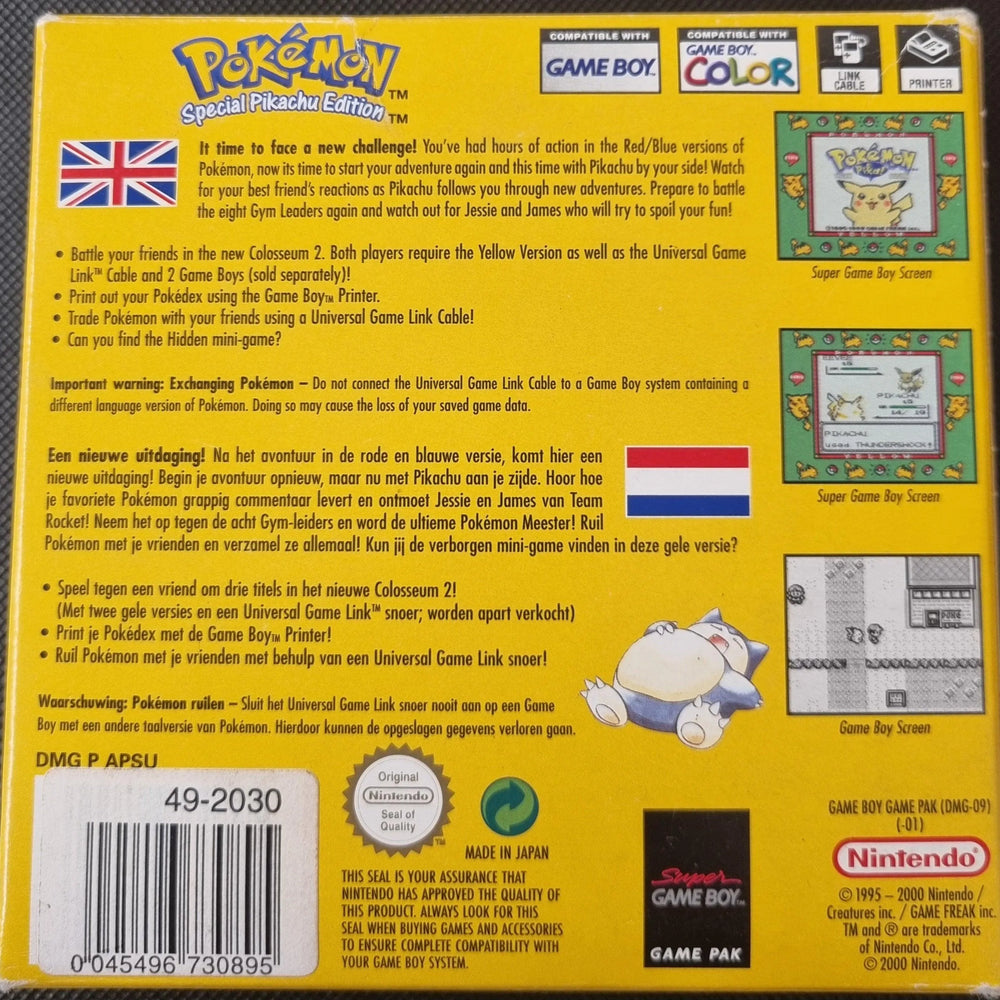 POKéMON TM
Special Pikachu Edition TM
COMPATIBLE WITH
GAME BOY™
COMPATIBLE WITH
GAME BOY™
COLOR
LINK
CABLE
PRINTER
It time to face a new challenge! You've had hours of action in the Red/Blue versions of
Pokémon, now its time to start your adventure again and this time with Pikachu by your side! Watch
for your best friend's reactions as Pikachu follows you through new adventures. Prepare to battle
the eight Gym Leaders again and watch out for Jessie and James who will try to spoil your fun!
• Battle your friends in the new Colosseum 2. Both players require the Yellow Version as well as the Universal Game
Link™ Cable and 2 Game Boys (sold separately)!
• Print out your Pokédex using the Game Boy™ Printer.
• Trade Pokémon with your friends using a Universal Game Link Cable!
• Can you find the Hidden mini-game?
Important warning: Exchanging Pokémon – Do not connect the Universal Game Link Cable to a Game Boy system containing a
different language version of Pokémon. Doing so may cause the loss of your saved game data.
Een nieuwe uitdaging! Na het avontuur in de rode en blauwe versie, komt hier een
nieuwe uitdaging! Begin je avontuur opnieuw, maar nu met Pikachu aan je zijde. Hoor hoe
je favoriete Pokémon grappig commentaar levert en ontmoet Jessie en James van Team
Rocket! Neem het op tegen de acht Gym-leiders en word de ultieme Pokémon Meester! Ruil
Pokémon met je vrienden en verzamel ze allemaal! Kun jij de verborgen mini-game vinden in deze gele versie?
• Speel tegen een vriend om drie titels in het nieuwe Colosseum 2!
(Met twee gele versies en een Universal Game Link™ snoer; worden apart verkocht)
• Print je Pokédex met de Game Boy™ Printer!
• Ruil Pokémon met je vrienden met behulp van een Universal Game Link snoer!
Waarschuwing: Pokémon ruilen – Sluit het Universal Game Link snoer nooit aan op een Game
Boy met een andere taalversie van Pokémon. Hierdoor kunnen de opgeslagen gegevens verloren gaan.
POKEMON
POKéMON
Pikachu
©1995-1999 GAME FREAK inc.
YELLOW
Super Game Boy Screen
POKEMON
EEVEE
:L5
PIKACHU
:L5
PIKACHU
used THUNDERSHOCK!
YELLOW
Super Game Boy Screen
POKE
Game Boy Screen
DMG P APSU
49-2030
0 045496 730895
Original
Nintendo
Seal of
Quality
TM
MADE IN JAPAN
THIS SEAL IS YOUR ASSURANCE THAT
NINTENDO HAS APPROVED THE QUALITY OF
THIS PRODUCT. ALWAYS LOOK FOR THIS
SEAL WHEN BUYING GAMES AND ACCESSORIES
TO ENSURE COMPLETE COMPATIBILITY WITH
YOUR GAME BOY SYSTEM.
Super
GAME BOY™
GAME PAK
GAME BOY GAME PAK (DMG-09)
(-01)
Nintendo®
© 1995 – 2000 Nintendo /
Creatures inc. / GAME FREAK inc.
TM and ® are trademarks
of Nintendo Co., Ltd.
© 2000 Nintendo.